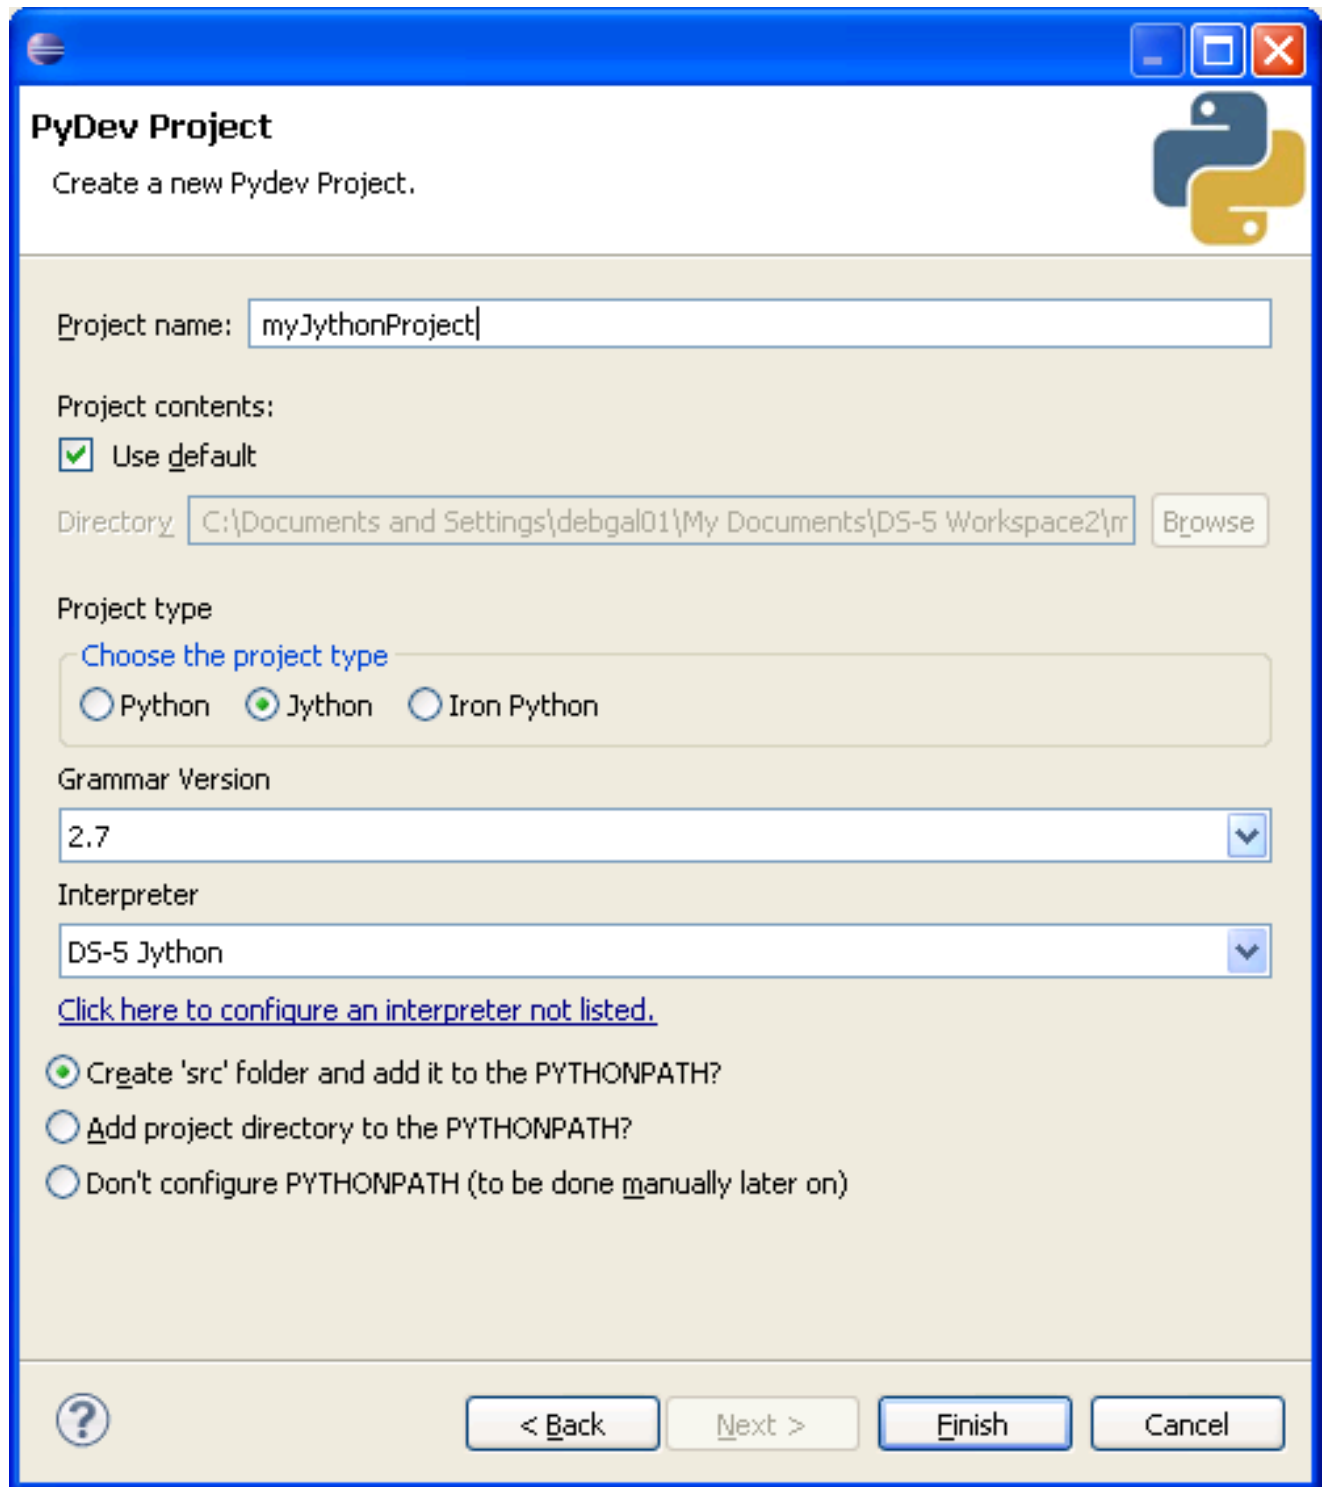 PyDev Project
Create a new Pydev Project.
Project name: myJythonProject
Project contents:
Use default
Directory C:\Documents and Settings\debgal01\My Documents\DS-5 Workspace2\m Browse
Project type
Choose the project type
Python Jython Iron Python
Grammar Version
2.7
Interpreter
DS-5 Jython
Click here to configure an interpreter not listed.
Create 'src' folder and add it to the PYTHONPATH?
Add project directory to the PYTHONPATH?
Don't configure PYTHONPATH (to be done manually later on)
? < Back Next > Finish Cancel